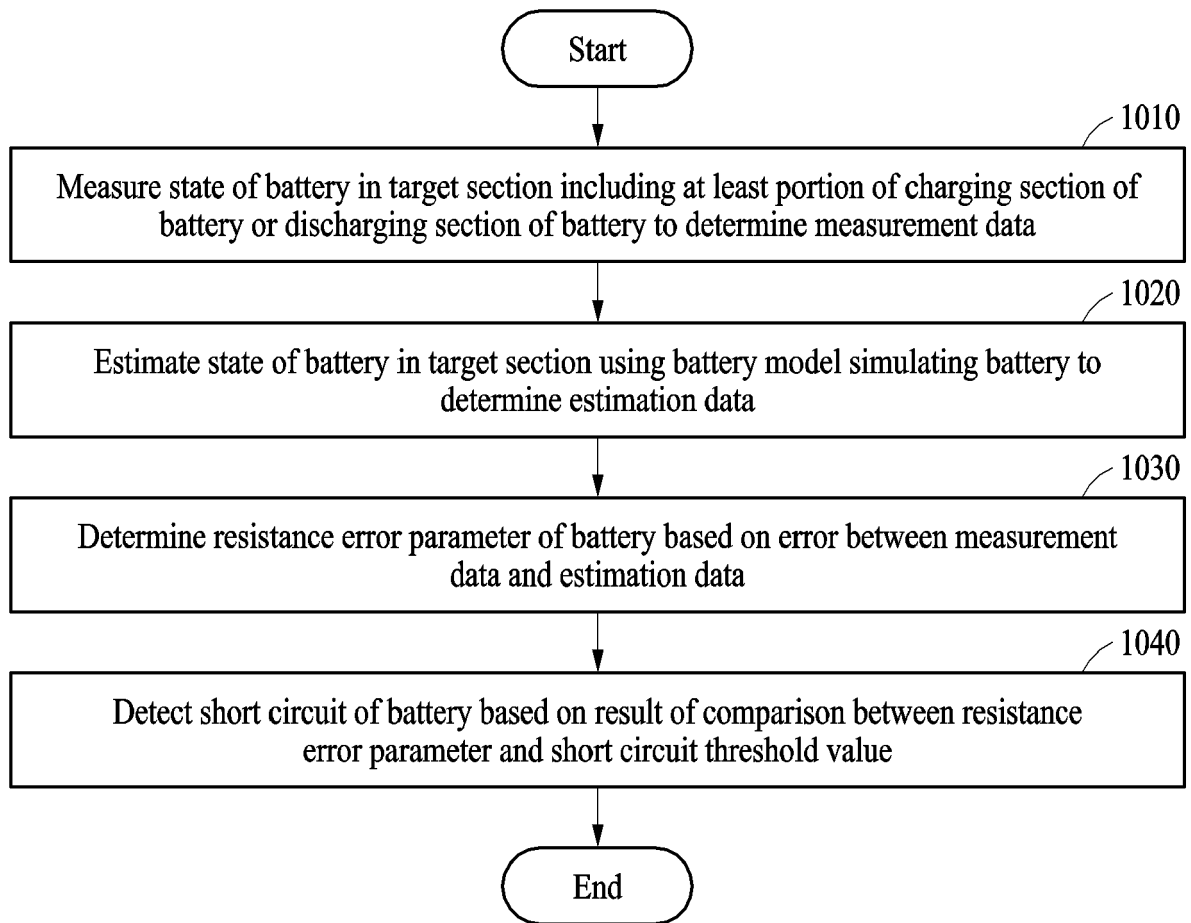 Start
1010
Measure state of battery in target section including at least portion of charging section of
battery or discharging section of battery to determine measurement data
1020
Estimate state of battery in target section using battery model simulating battery to
determine estimation data
1030
Determine resistance error parameter of battery based on error between measurement
data and estimation data
1040
Detect short circuit of battery based on result of comparison between resistance
error parameter and short circuit threshold value
End